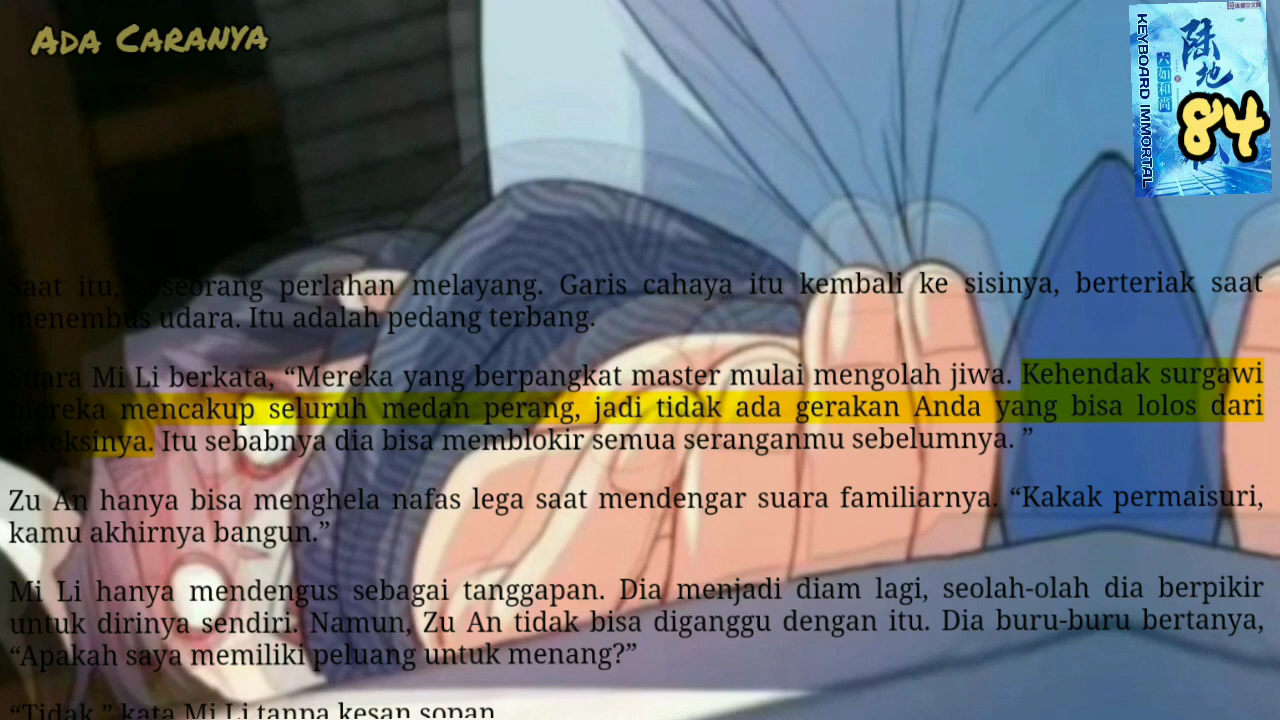 Ada Caranya
KEYBOARD IMMORTAL
陆地
六如和尚
84
Saat itu, seseorang perlahan melayang. Garis cahaya itu kembali ke sisinya, berteriak saat
menembus udara. Itu adalah pedang terbang.
Suara Mi Li berkata, “Mereka yang berpangkat master mulai mengolah jiwa. Kehendak surgawi
mereka mencakup seluruh medan perang, jadi tidak ada gerakan Anda yang bisa lolos dari
deteksinya. Itu sebabnya dia bisa memblokir semua seranganmu sebelumnya. ”
Zu An hanya bisa menghela nafas lega saat mendengar suara familiarnya. “Kakak permaisuri,
kamu akhirnya bangun.”
Mi Li hanya mendengus sebagai tanggapan. Dia menjadi diam lagi, seolah-olah dia berpikir
untuk dirinya sendiri. Namun, Zu An tidak bisa diganggu dengan itu. Dia buru-buru bertanya,
“Apakah saya memiliki peluang untuk menang?”
“Tidak,” kata Mi Li tanpa kesan sopan.